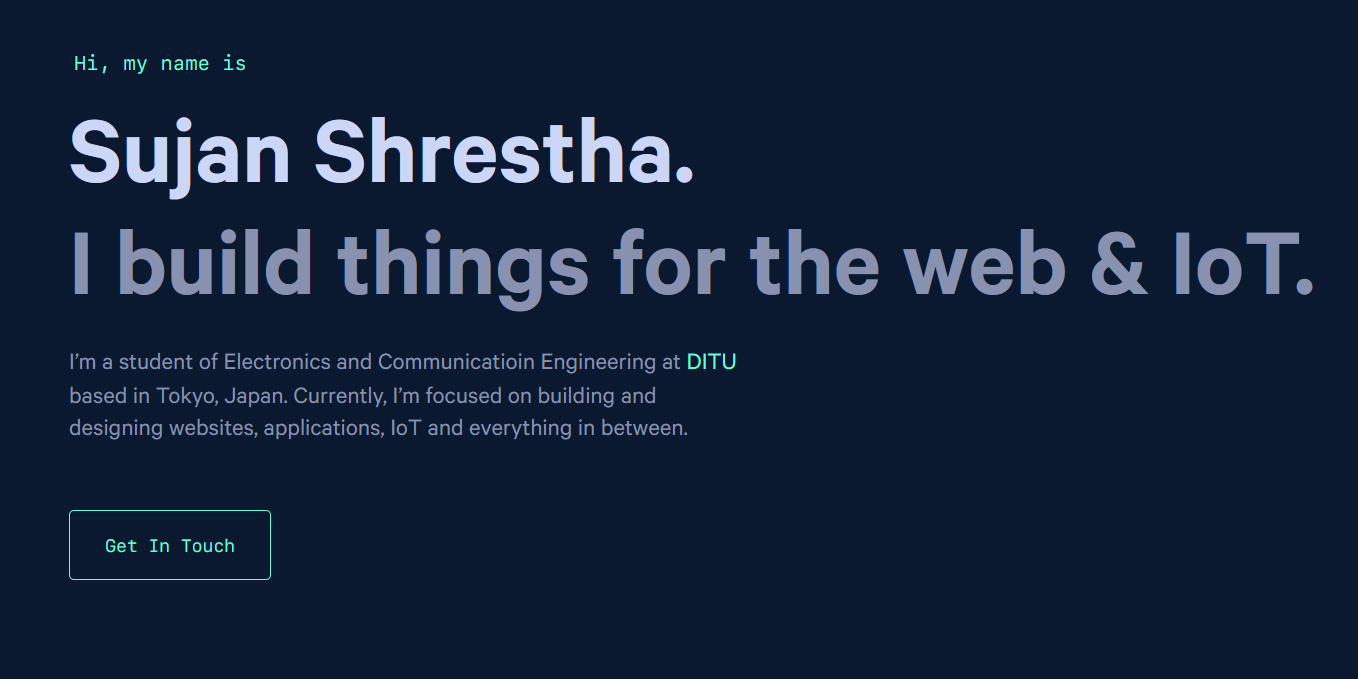 Hi, my name is
Sujan Shrestha.
I build things for the web & IoT.
I'm a student of Electronics and Communicatioin Engineering at DITU
based in Tokyo, Japan. Currently, I'm focused on building and
designing websites, applications, IoT and everything in between.
Get In Touch